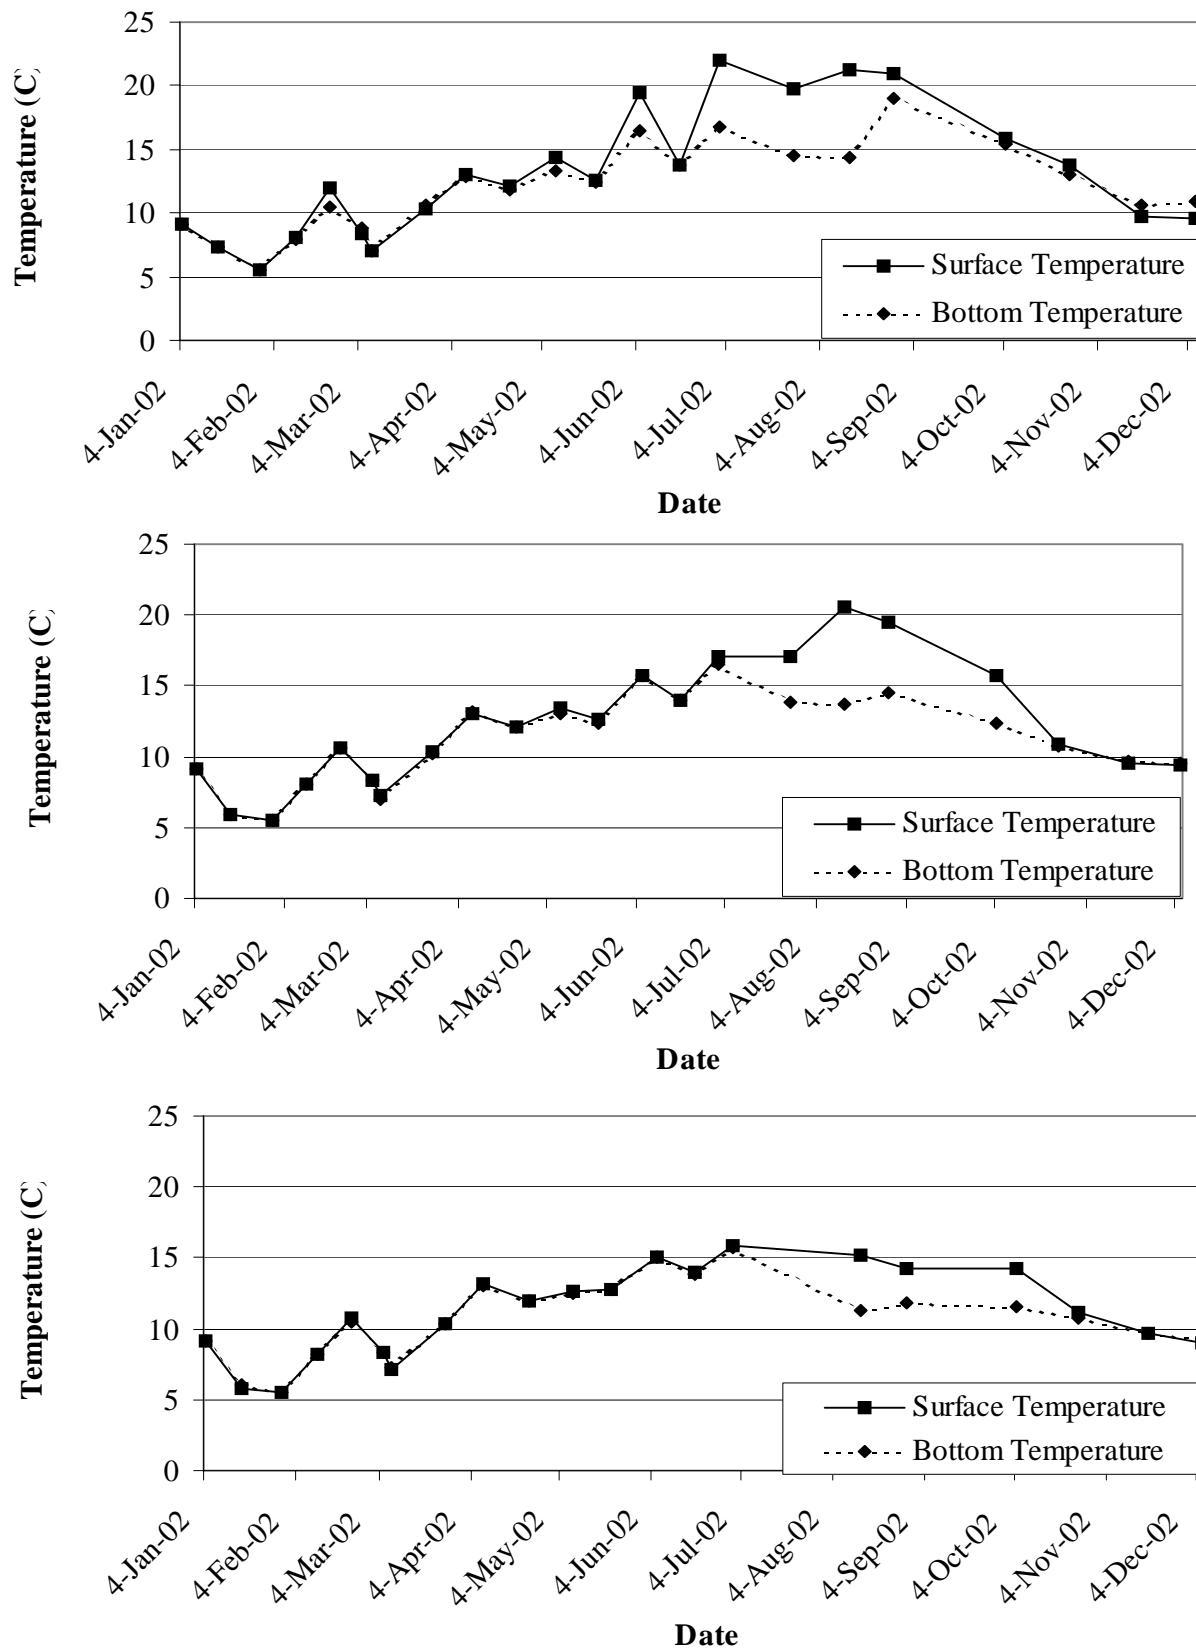 25
20
15
10
5
0
Temperature (C)
Surface Temperature
Bottom Temperature
4-Jan-02
4-Feb-02
4-Mar-02
4-Apr-02
4-May-02
4-Jun-02
4-Jul-02
4-Aug-02
4-Sep-02
4-Oct-02
4-Nov-02
4-Dec-02
Date
25
20
15
10
5
0
Temperature (C)
Surface Temperature
Bottom Temperature
4-Jan-02
4-Feb-02
4-Mar-02
4-Apr-02
4-May-02
4-Jun-02
4-Jul-02
4-Aug-02
4-Sep-02
4-Oct-02
4-Nov-02
4-Dec-02
Date
25
20
15
10
5
0
Temperature (C)
Surface Temperature
Bottom Temperature
4-Jan-02
4-Feb-02
4-Mar-02
4-Apr-02
4-May-02
4-Jun-02
4-Jul-02
4-Aug-02
4-Sep-02
4-Oct-02
4-Nov-02
4-Dec-02
Date